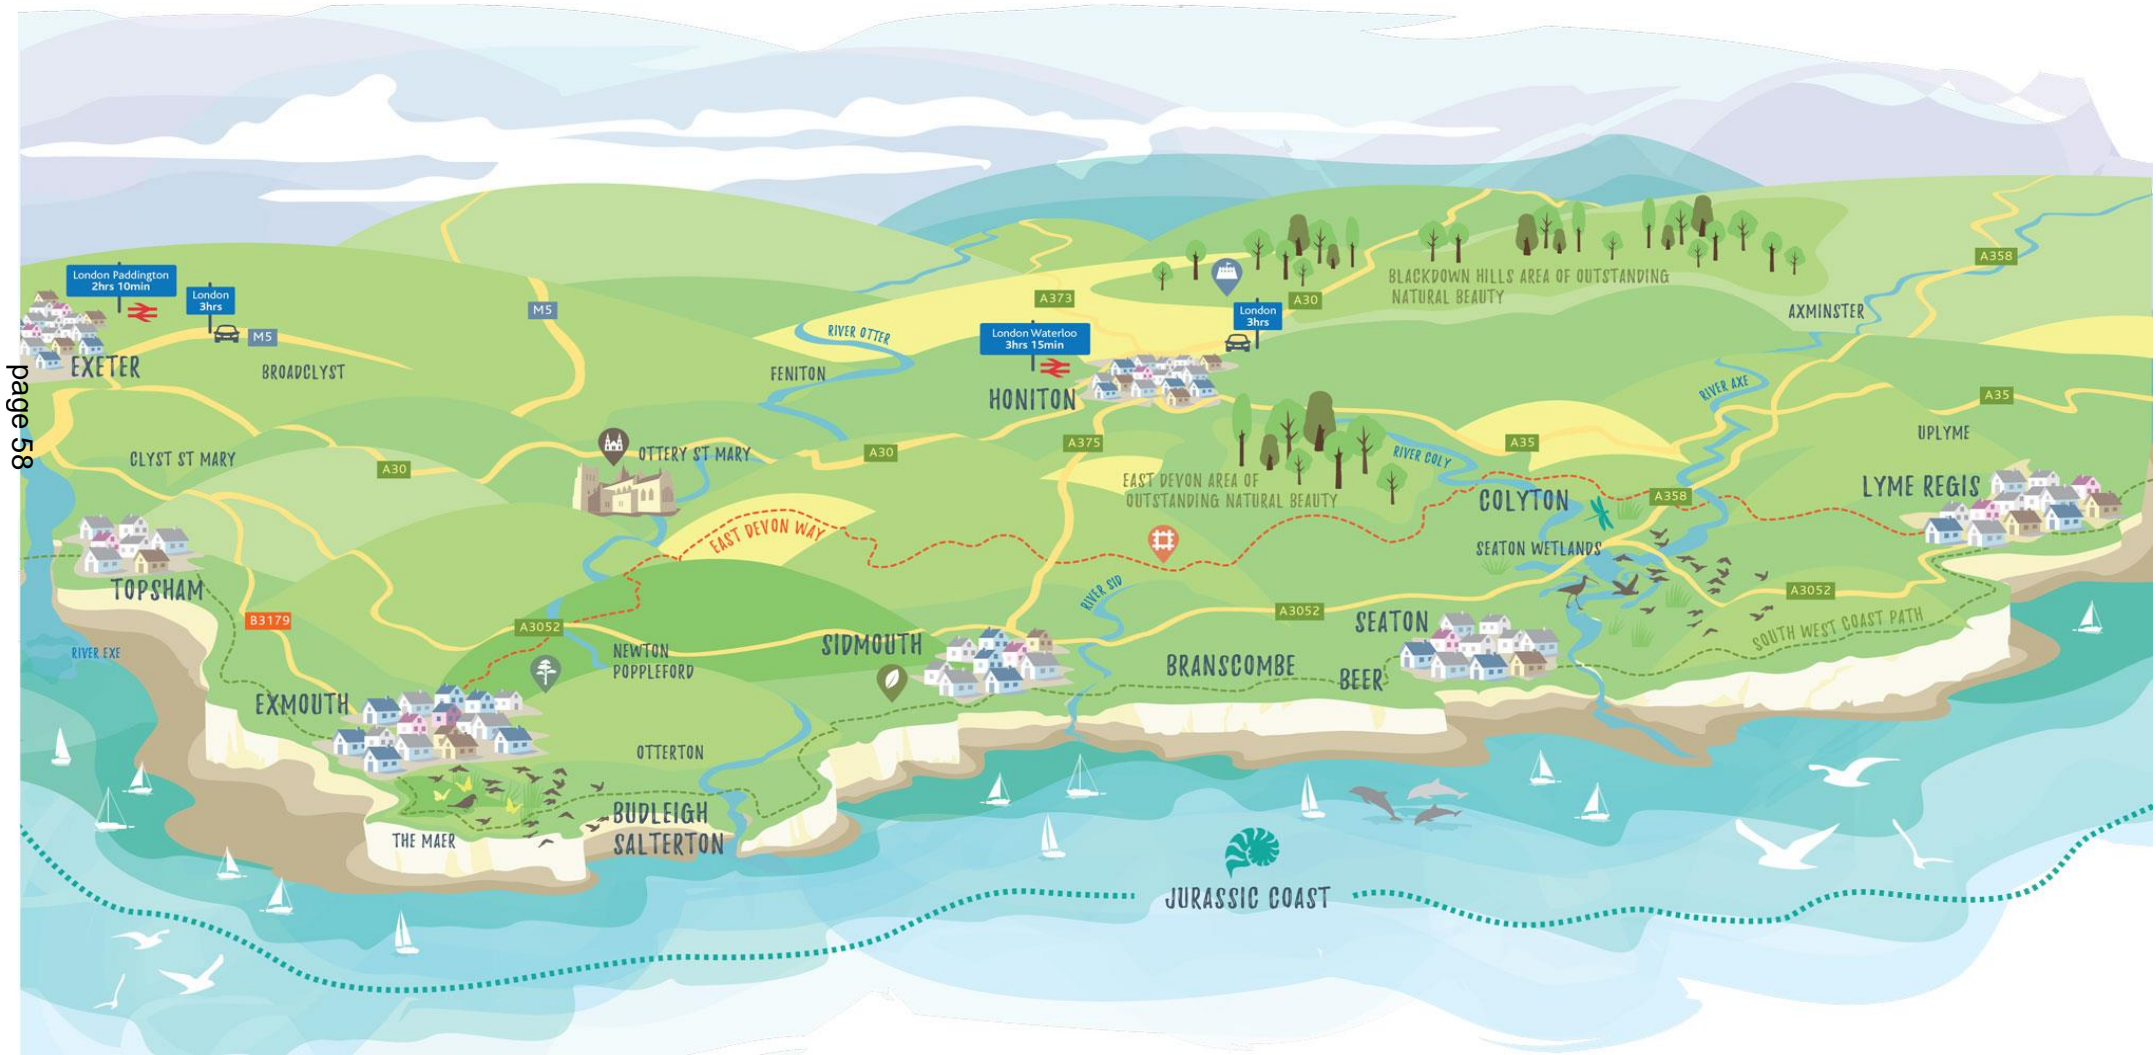 page 58
London Paddington
2hrs 10min
London
3hrs
M5
EXETER
BROADCLYST
M5
CLYST ST MARY
A30
TOPSHAM
B3179
RIVER EXE
EXMOUTH
THE MAER
RIVER OTTER
FENITON
OTTERY ST MARY
A30
EAST DEVON WAY
A3052
NEWTON
POPPLEFORD
OTTERTON
BUDLEIGH
SALTERTON
A373
London Waterloo
3hrs 15min
HONITON
London
3hrs
A30
BLACKDOWN HILLS AREA OF OUTSTANDING
NATURAL BEAUTY
A375
EAST DEVON AREA OF
OUTSTANDING NATURAL BEAUTY
RIVER COLY
A35
RIVER SID
SIDMOUTH
A3052
BRANSCOMBE
BEER
SEATON
COLYTON
SEATON WETLANDS
A358
AXMINSTER
A358
RIVER AXE
A35
UPLYME
LYME REGIS
A3052
SOUTH WEST COAST PATH
JURASSIC COAST